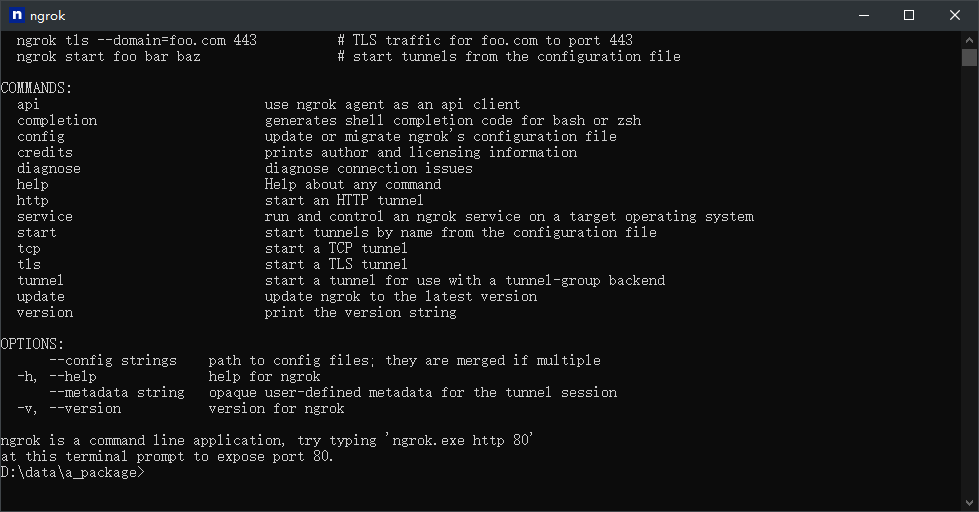 n ngrok
ngrok tls --domain=foo.com 443 # TLS traffic for foo.com to port 443
ngrok start foo bar baz # start tunnels from the configuration file
COMMANDS:
api use ngrok agent as an api client
completion generates shell completion code for bash or zsh
config update or migrate ngrok's configuration file
credits prints author and licensing information
diagnose diagnose connection issues
help Help about any command
http start an HTTP tunnel
service run and control an ngrok service on a target operating system
start start tunnels by name from the configuration file
tcp start a TCP tunnel
tls start a TLS tunnel
tunnel start a tunnel for use with a tunnel-group backend
update update ngrok to the latest version
version print the version string
OPTIONS:
--config strings path to config files; they are merged if multiple
-h, --help help for ngrok
--metadata string opaque user-defined metadata for the tunnel session
-v, --version version for ngrok
ngrok is a command line application, try typing 'ngrok.exe http 80'
at this terminal prompt to expose port 80.
D:\data\a_package>